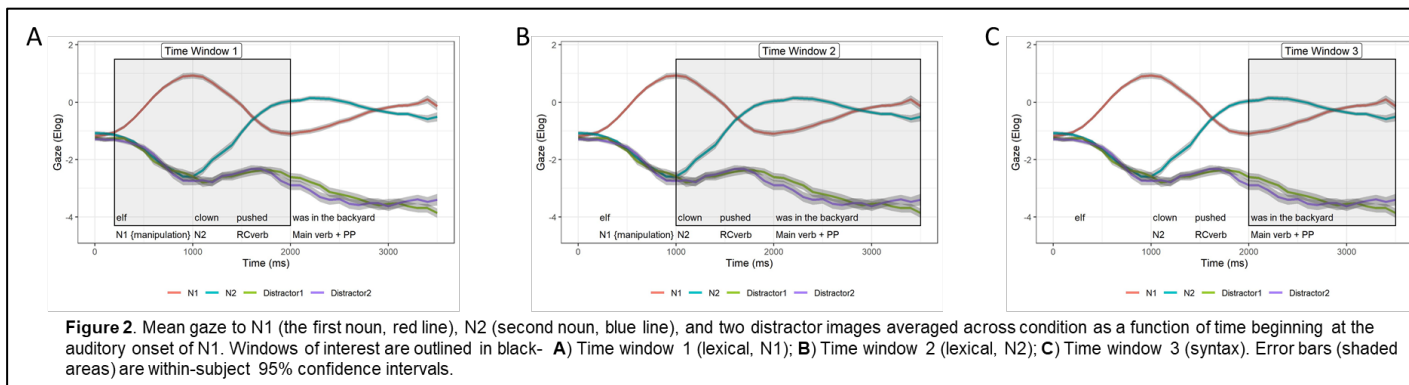 A
Time Window 1
2
0
-2
-4
Gaze (Elog)
elf clown pushed was in the backyard
N1 {manipulation} N2 RCverb Main verb + PP
0 1000 2000 3000
Time (ms)
N1 N2 Distractor1 Distractor2
B
Time Window 2
2
0
-2
-4
Gaze (Elog)
elf clown pushed was in the backyard
N1 {manipulation} N2 RCverb Main verb + PP
0 1000 2000 3000
Time (ms)
N1 N2 Distractor1 Distractor2
C
Time Window 3
2
0
-2
-4
Gaze (Elog)
elf clown pushed was in the backyard
N2 RCverb Main verb + PP
0 1000 2000 3000
Time (ms)
N1 N2 Distractor1 Distractor2
Figure 2. Mean gaze to N1 (the first noun, red line), N2 (second noun, blue line), and two distractor images averaged across condition as a function of time beginning at the
auditory onset of N1. Windows of interest are outlined in black- A) Time window 1 (lexical, N1); B) Time window 2 (lexical, N2); C) Time window 3 (syntax). Error bars (shaded
areas) are within-subject 95% confidence intervals.